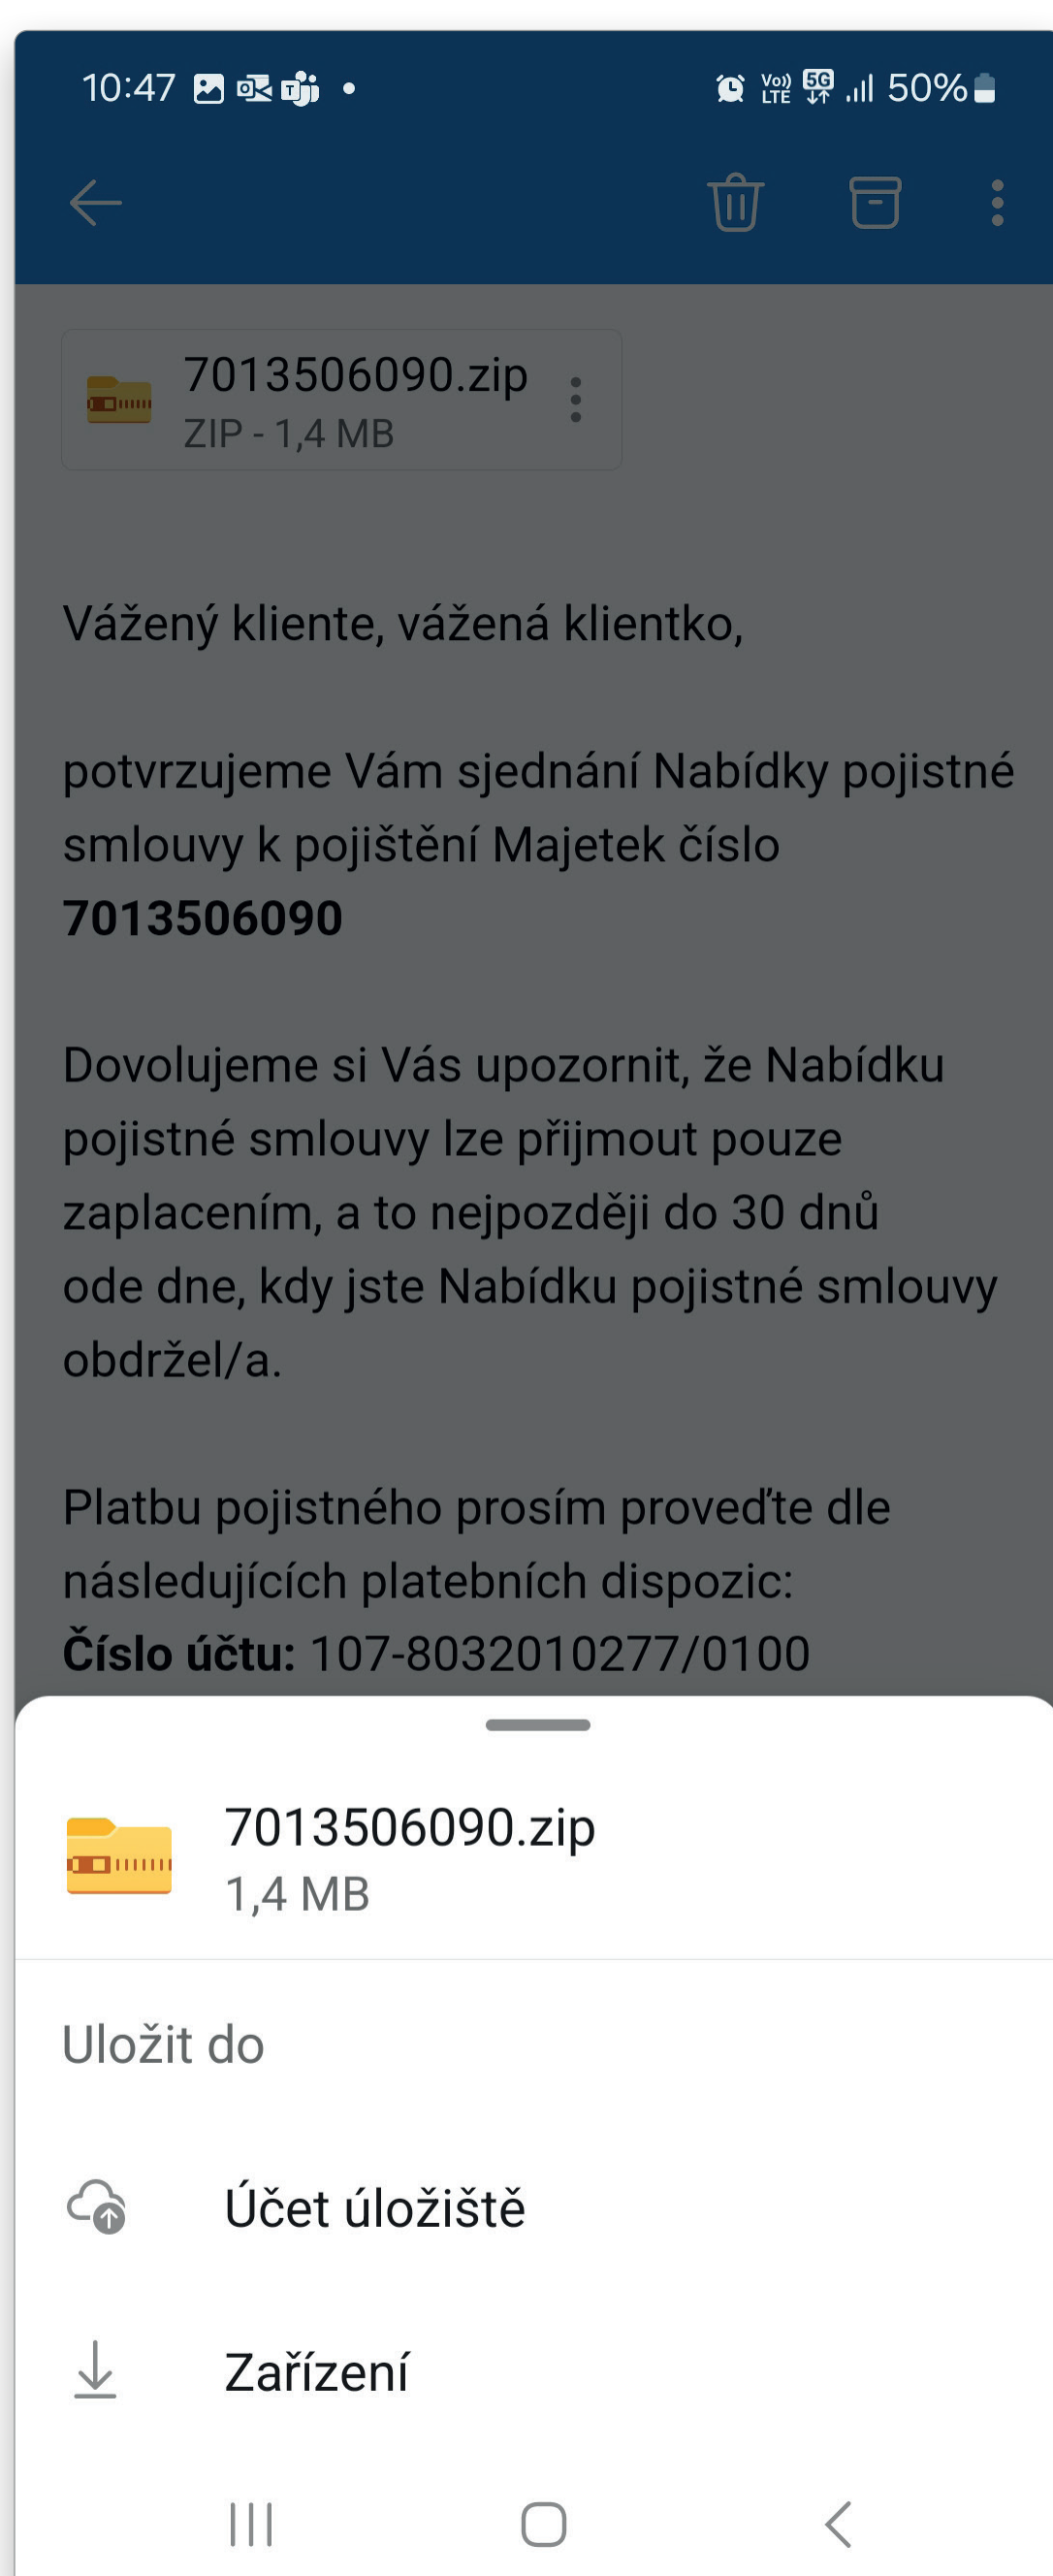 10:47
Vo)) LTE 5G 50%
7013506090.zip
ZIP - 1,4 MB
Vážený kliente, vážená klientko,
potvrzujeme Vám sjednání Nabídky pojistné
smlouvy k pojištění Majetek číslo
7013506090
Dovolujeme si Vás upozornit, že Nabídku
pojistné smlouvy lze přijmout pouze
zaplacením, a to nejpozději do 30 dnů
ode dne, kdy jste Nabídku pojistné smlouvy
obdržel/a.
Platbu pojistného prosím proveďte dle
následujících platebních dispozic:
Číslo účtu: 107-8032010277/0100
7013506090.zip
1,4 MB
Uložit do
Účet úložiště
Zařízení